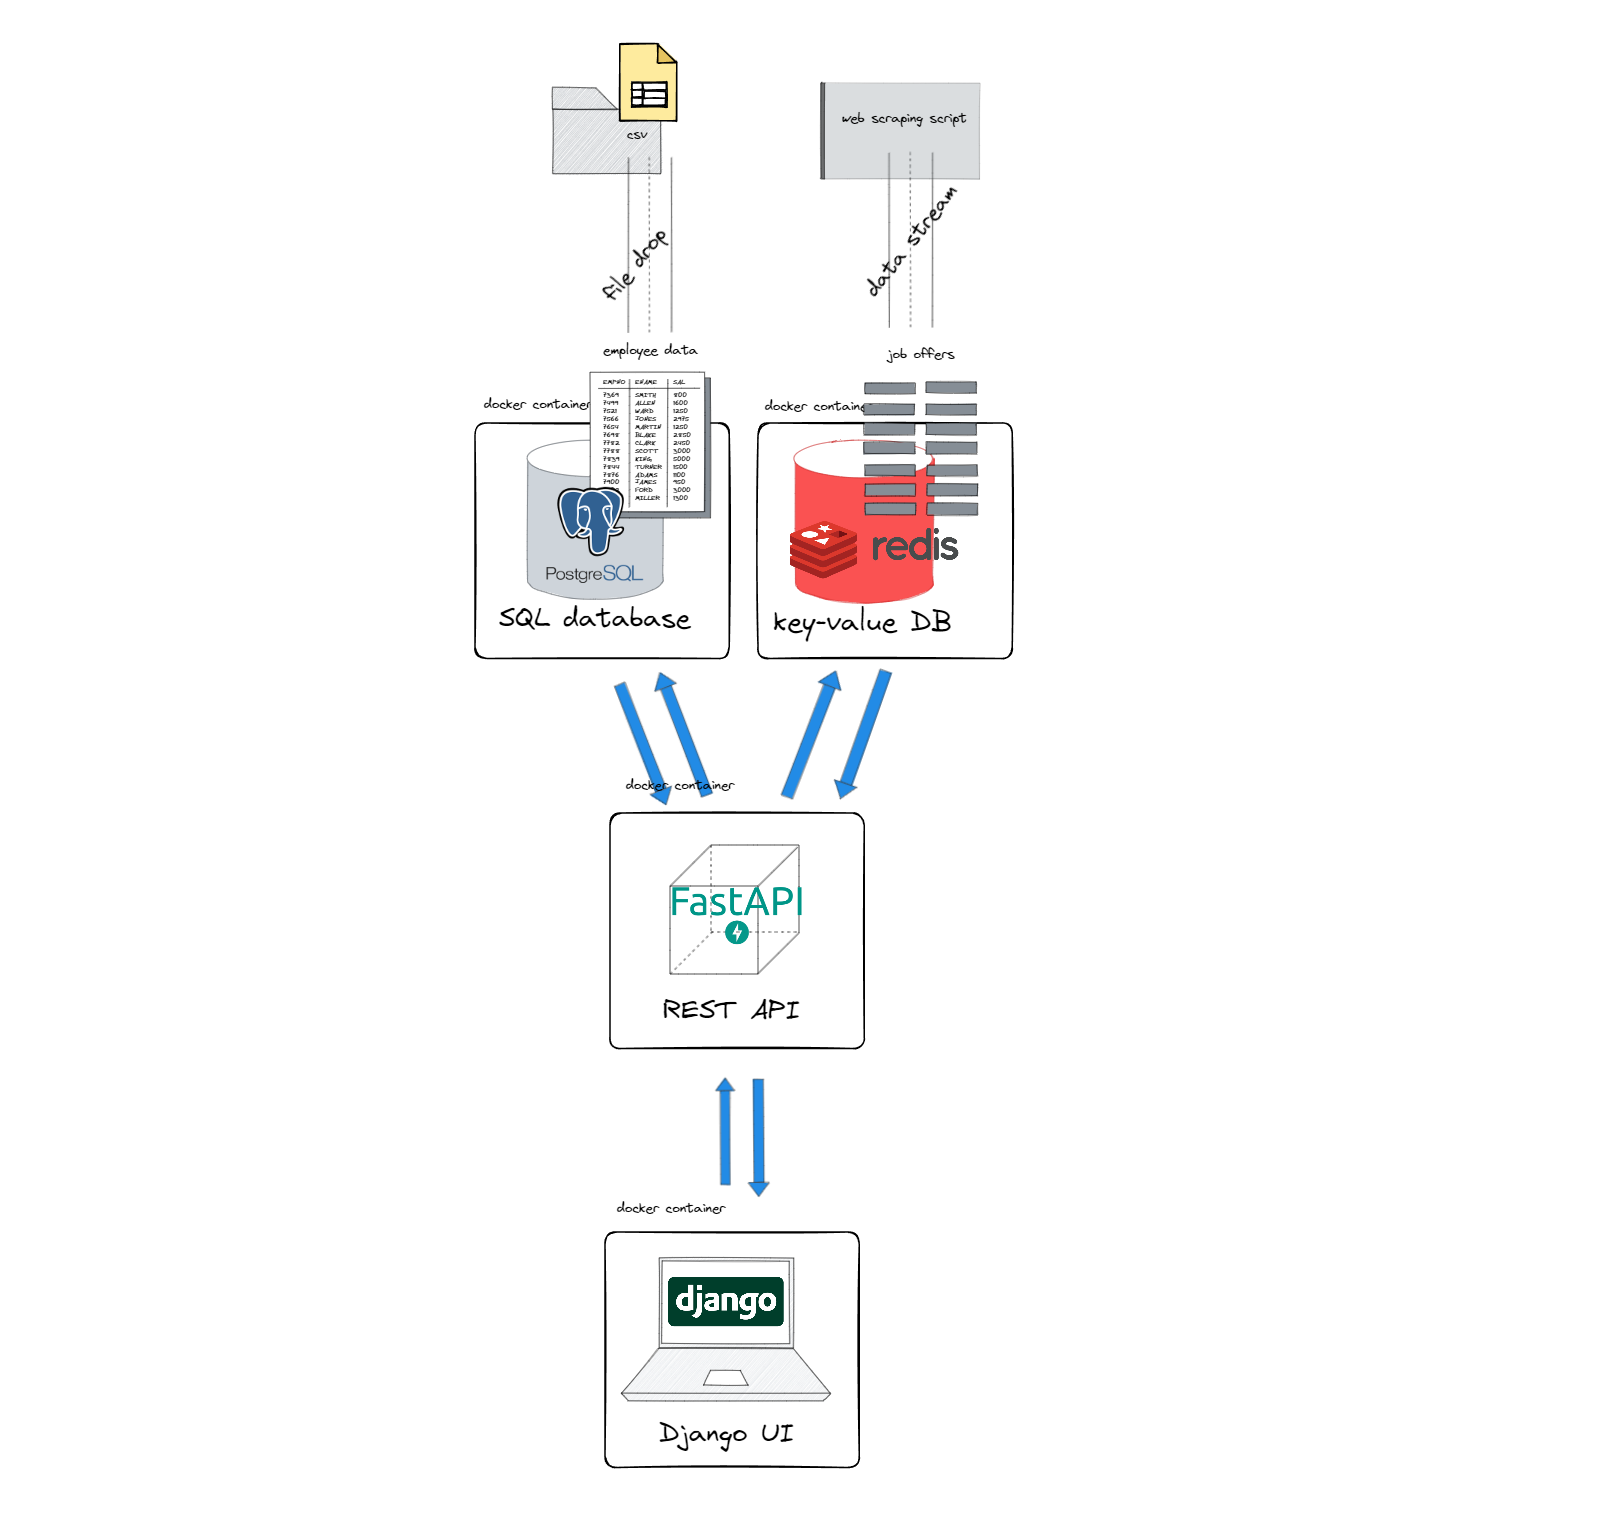 csv
web scraping script
file drop
data stream
employee data
job offers
docker container
docker containe
EMPNO ENAME SAL
7369 SMITH 800
7499 ALLEN 1600
7521 WARD 1250
7566 JONES 2975
7654 MARTIN 1250
7698 BLAKE 2850
7782 CLARK 2450
7788 SCOTT 3000
7839 KING 5000
7844 TURNER 1500
7876 ADAMS 1100
7900 JAMES 950
FORD 3000
MILLER 1300
PostgreSQL
redis
SQL database
key-value DB
docker container
FastAPI
REST API
docker container
django
Django UI